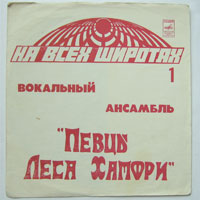 НА ВСЕХ ШИРОТАХ
1
ВОКАЛЬНЫЙ
АНСАМБЛЬ
"ПЕВЦЫ
ЛЕСА ХАМФРИ"